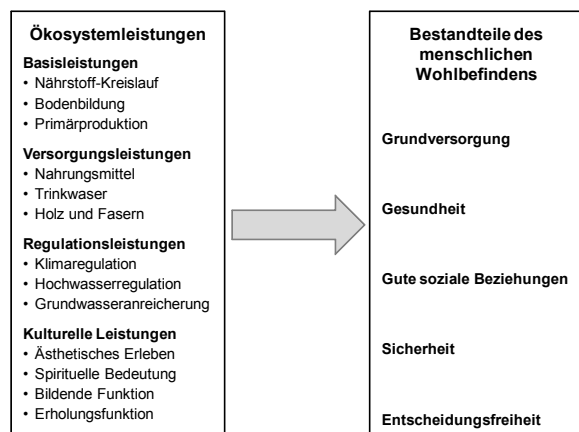 Ökosystemleistungen
Basisleistungen
• Nährstoff-Kreislauf
• Bodenbildung
• Primärproduktion
Versorgungsleistungen
• Nahrungsmittel
• Trinkwaser
• Holz und Fasern
Regulationsleistungen
• Klimaregulation
• Hochwasserregulation
• Grundwasseranreicherung
Kulturelle Leistungen
• Ästhetisches Erleben
• Spirituelle Bedeutung
• Bildende Funktion
• Erholungsfunktion
Bestandteile des
menschlichen
Wohlbefindens
Grundversorgung
Gesundheit
Gute soziale Beziehungen
Sicherheit
Entscheidungsfreiheit